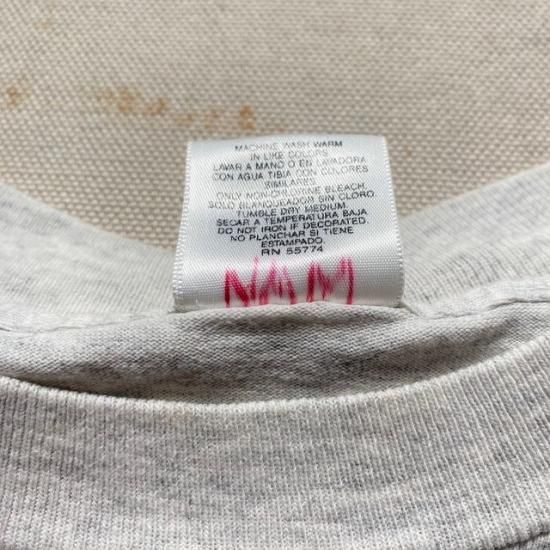 MACHINE WASH WARM
IN LIKE COLORS
LAVAR A MANO O EN LAVADORA
CON AGUA TIBIA CON COLORES
SIMILARES
ONLY NON-CHLORINE BLEACH.
SOLO BLANQUEADOR SIN CLORO.
TUMBLE DRY MEDIUM.
SECAR A TEMPERATURA BAJA
DO NOT IRON IF DECORATED.
NO PLANCHAR SI TIENE
ESTAMPADO.
RN 55774
NAM